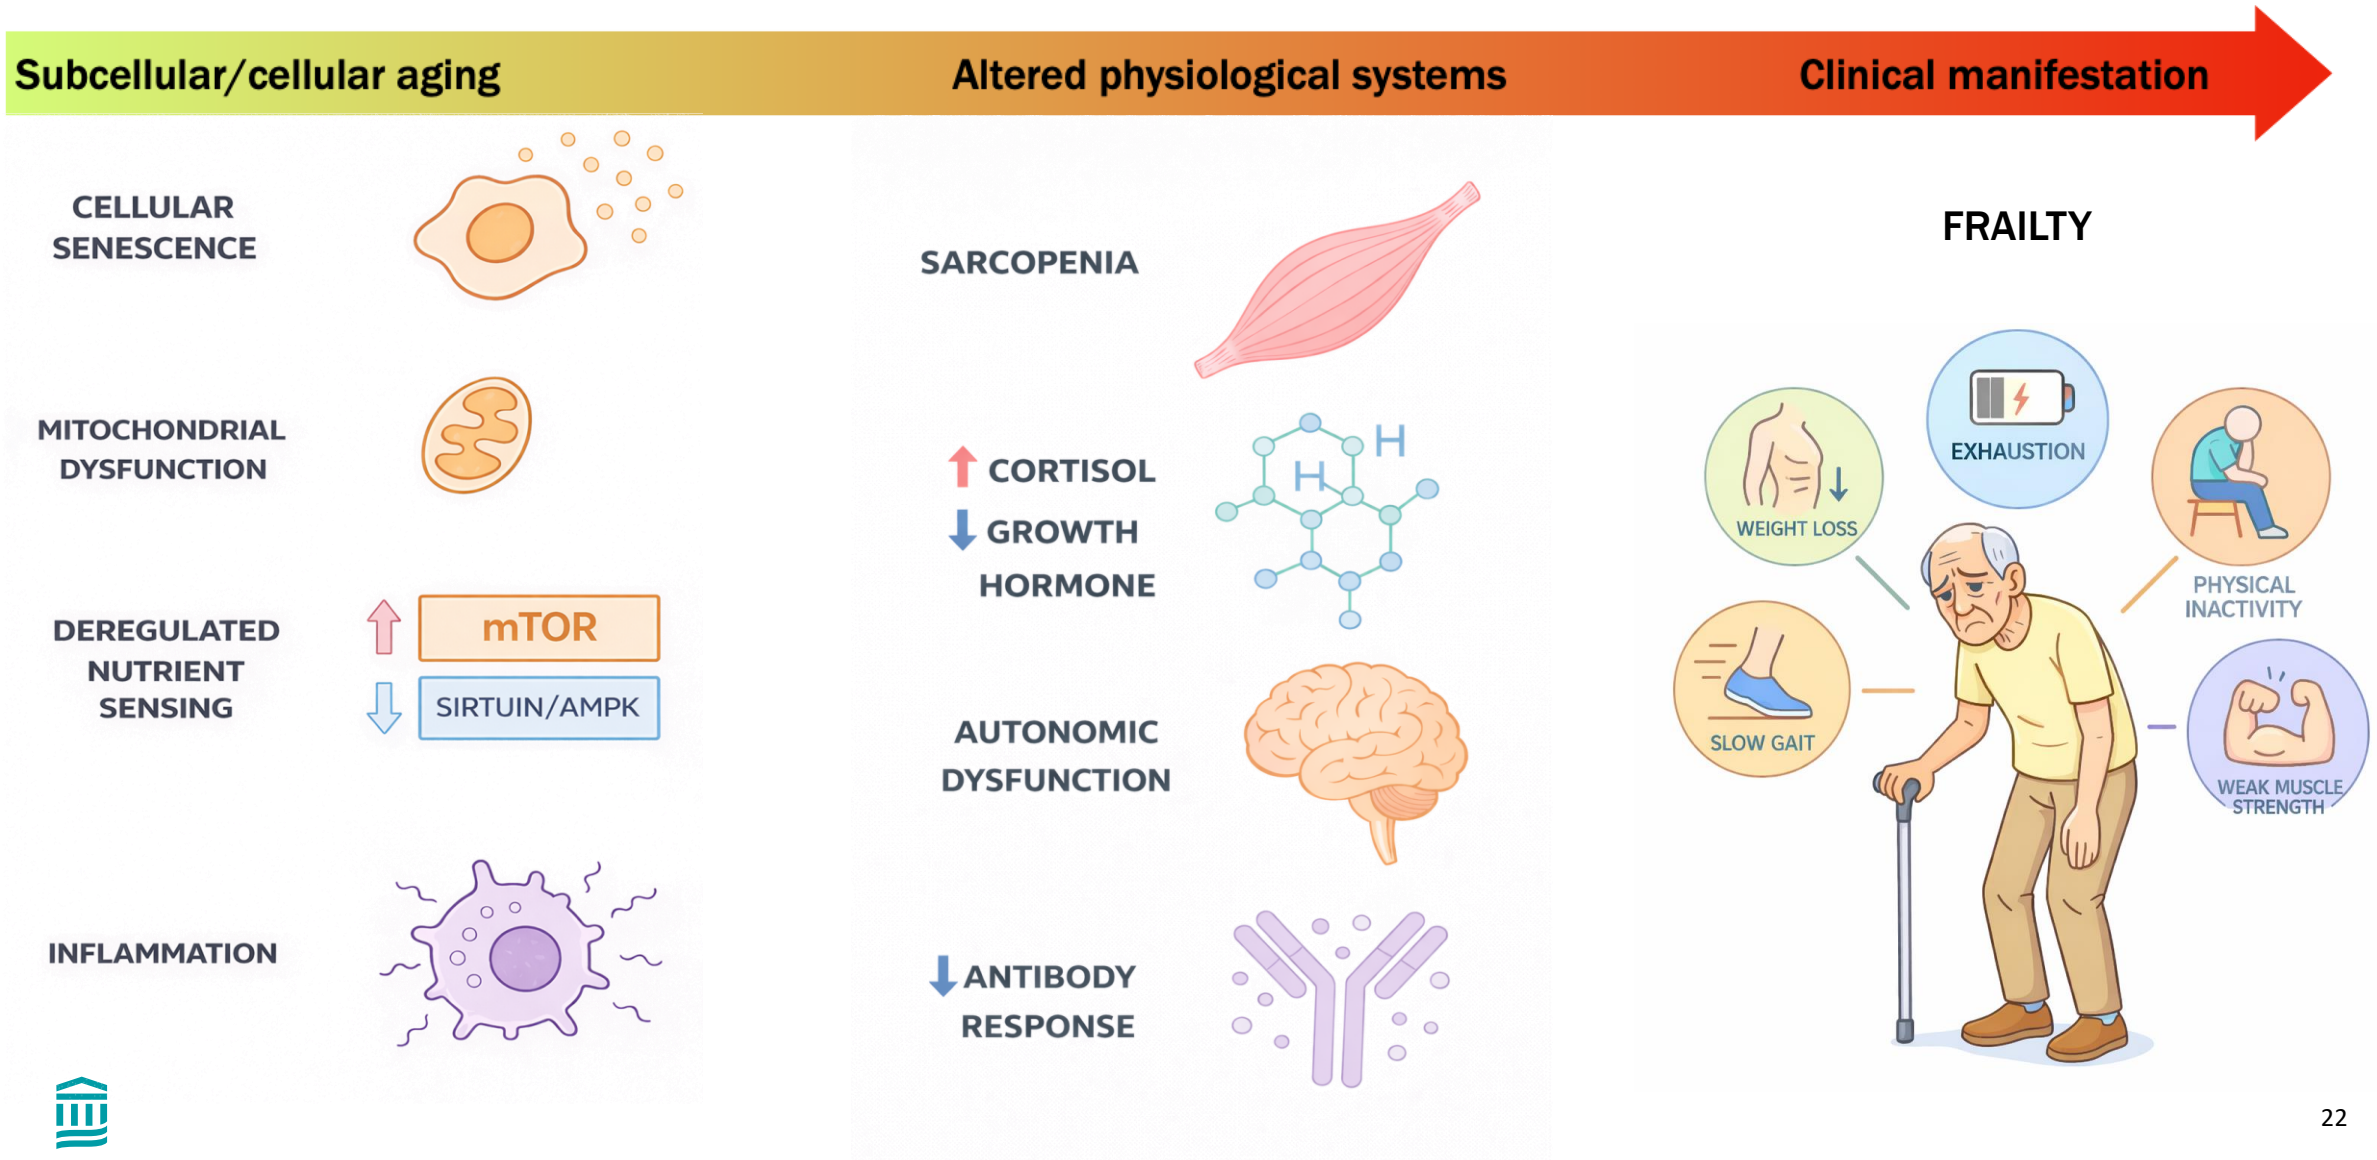 Subcellular/cellular aging
Altered physiological systems
Clinical manifestation
CELLULAR
SENESCENCE
MITOCHONDRIAL
DYSFUNCTION
DEREGULATED
NUTRIENT
SENSING
mTOR
SIRTUIN/AMPK
INFLAMMATION
SARCOPENIA
CORTISOL
GROWTH
HORMONE
H
H
AUTONOMIC
DYSFUNCTION
ANTIBODY
RESPONSE
FRAILTY
EXHAUSTION
WEIGHT LOSS
PHYSICAL
INACTIVITY
SLOW GAIT
WEAK MUSCLE
STRENGTH
22